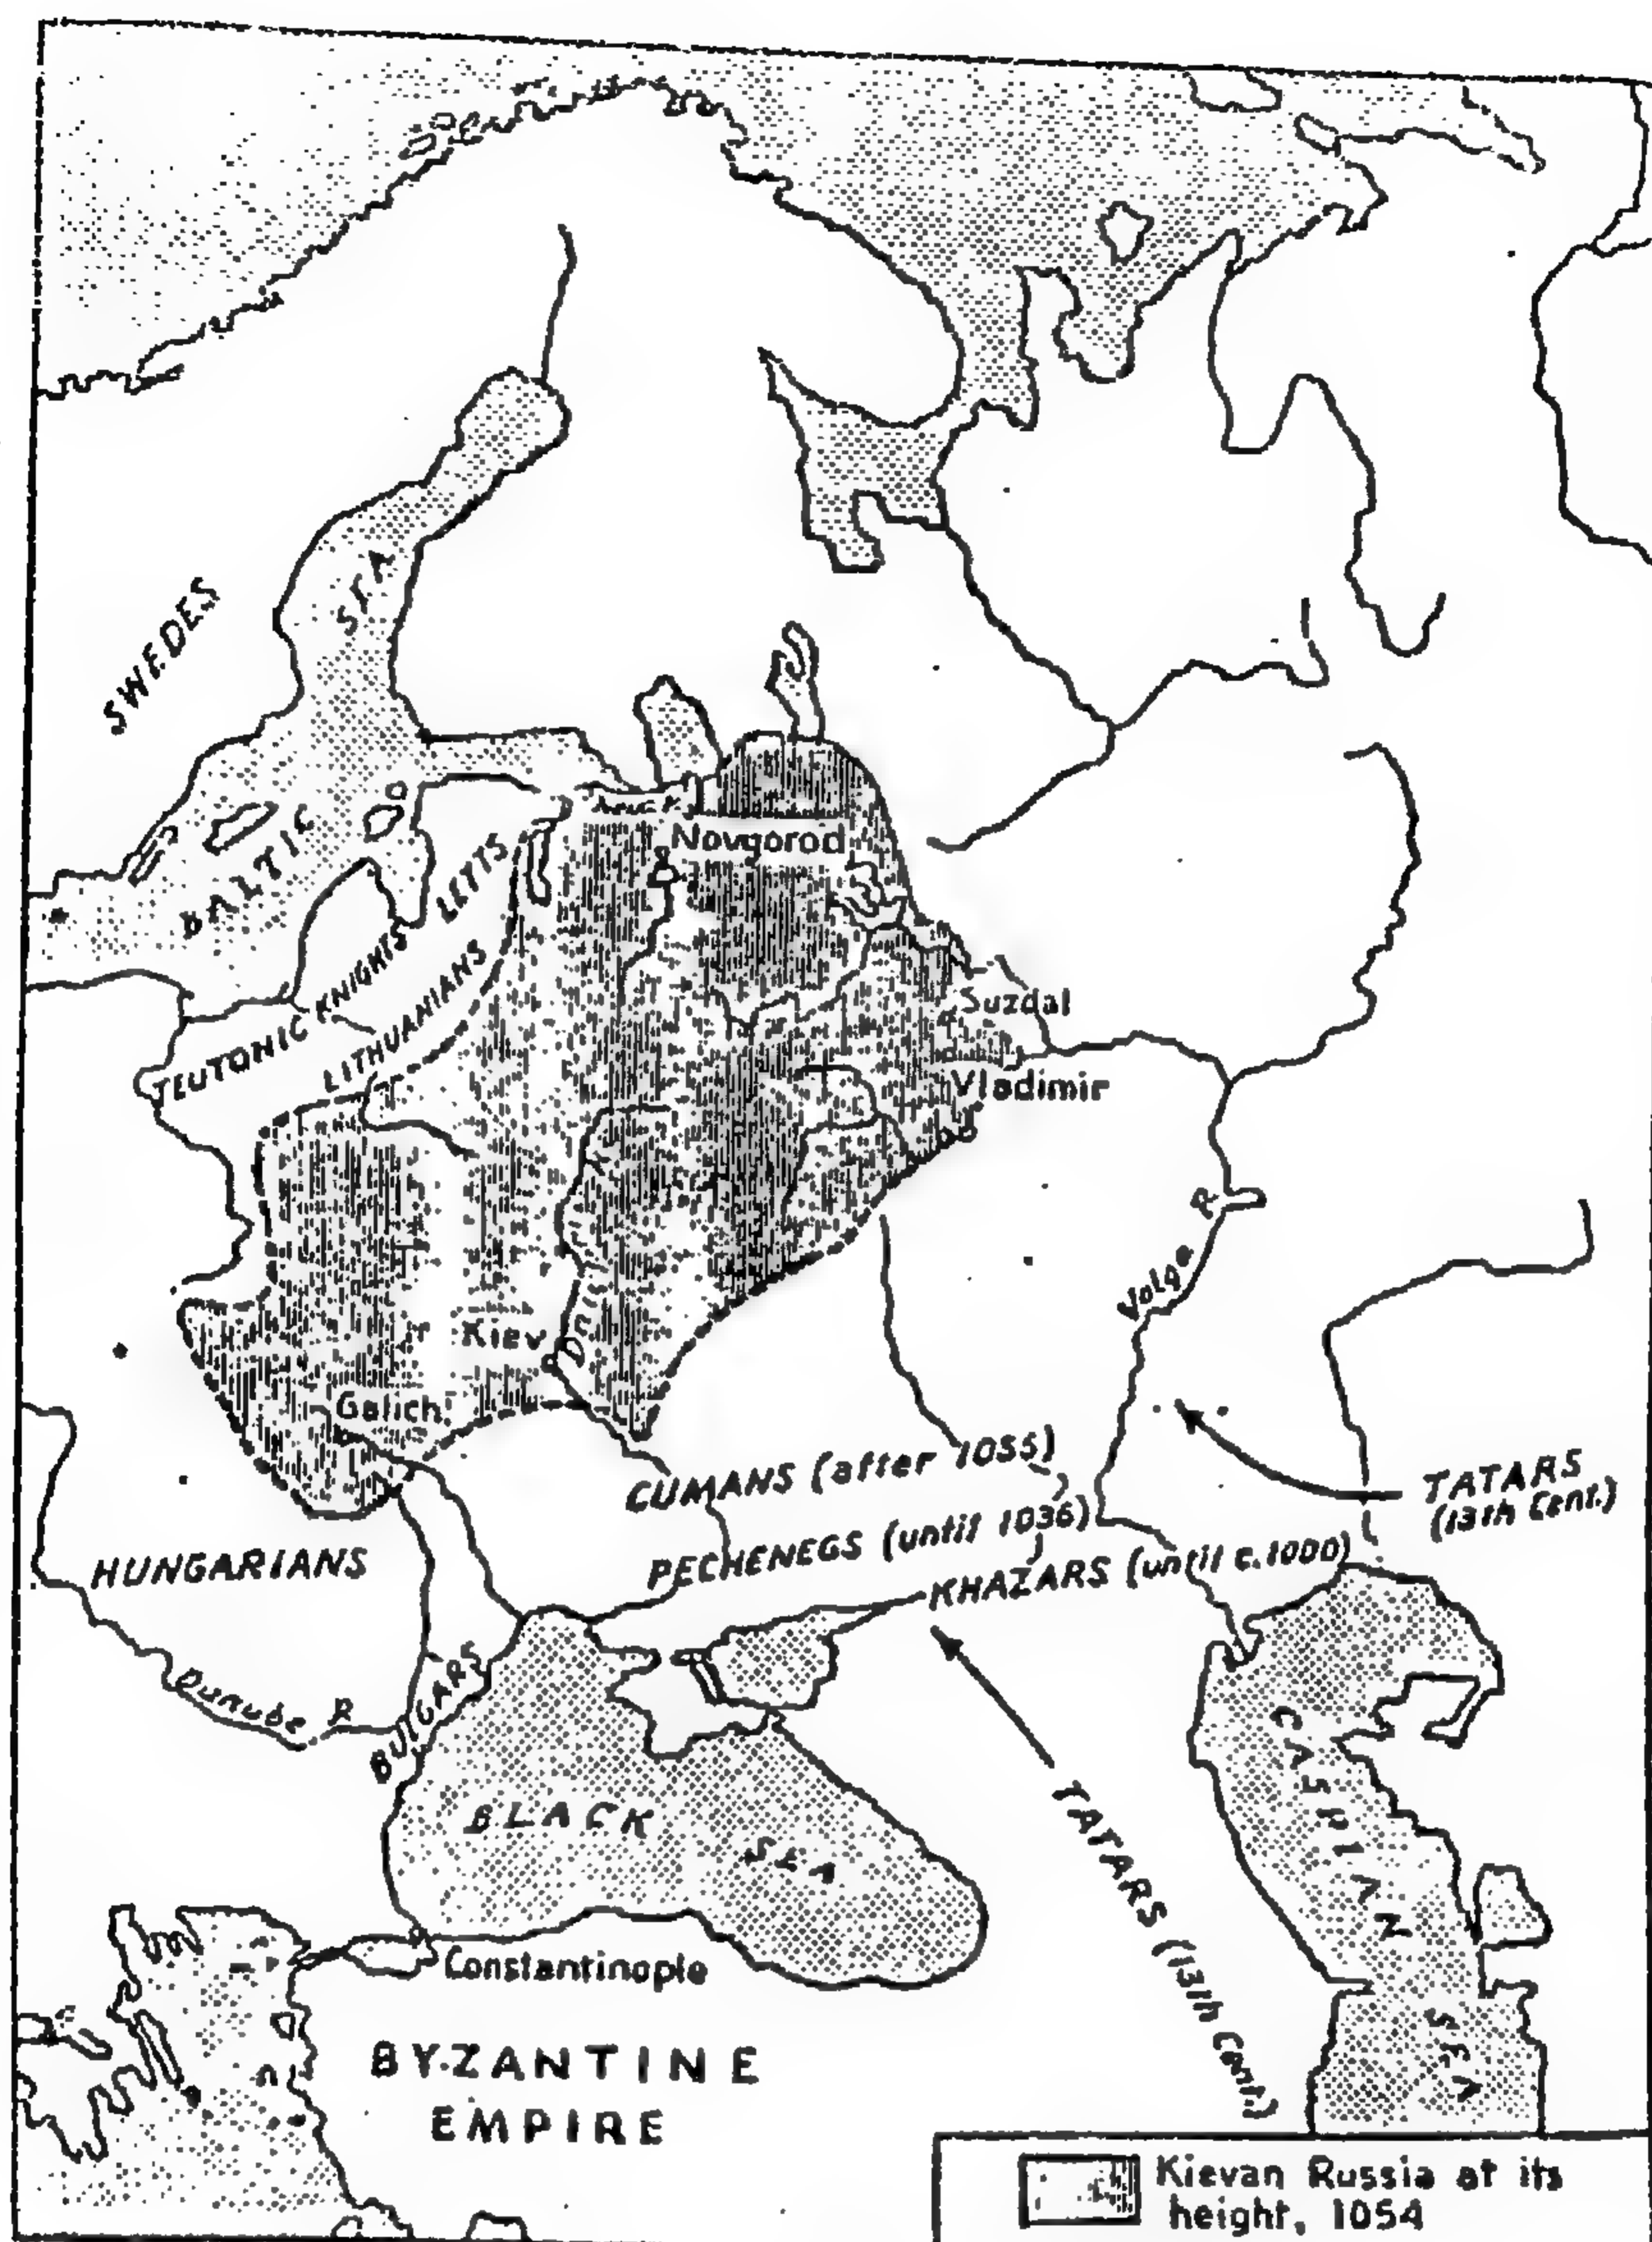 SWEDES
BALTIC SEA
Novgorod
LETTS
TEUTONIC KNIGHTS
LITHUANIANS
Suzdal
Vladimir
Volga R.
Kiev
Galich
CUMANS (after 1055)
PECHENEGS (until 1036)
KHAZARS (until c.1000)
TATARS
(13th Cent.)
HUNGARIANS
Danube R
BULGARS
BLACK SEA
CASPIAN SEA
TATARS (13th Cent.)
Constantinople
BYZANTINE
EMPIRE
Kievan Russia at its
height, 1054